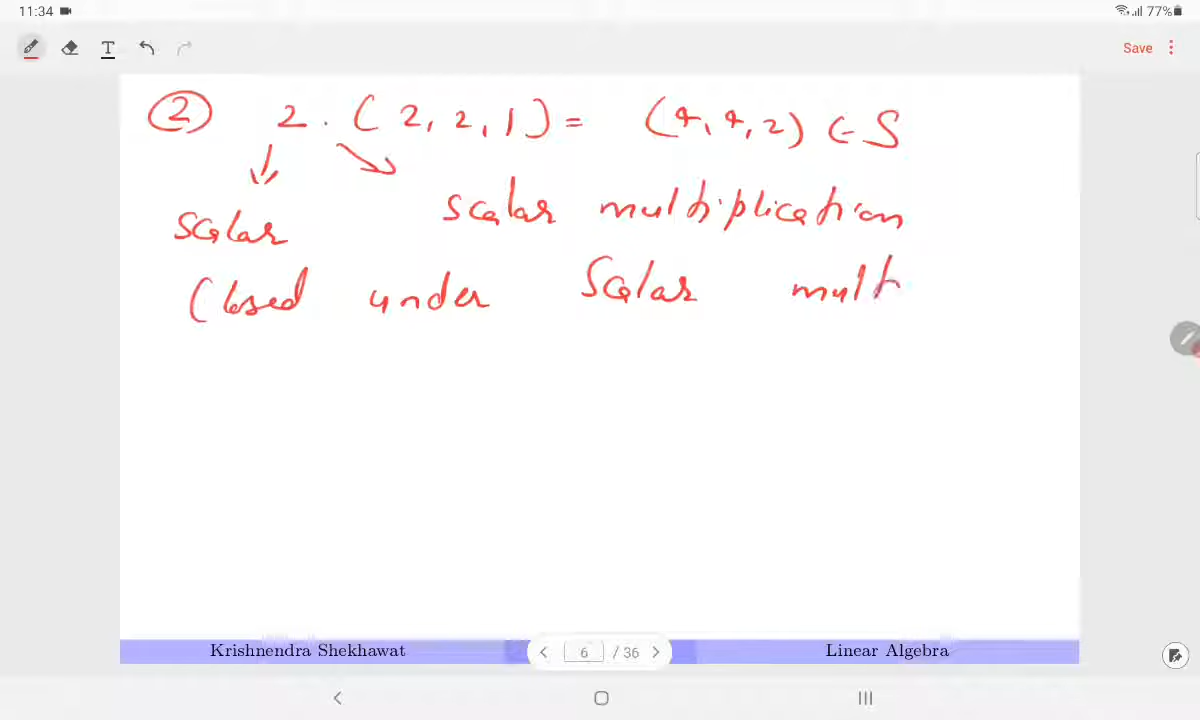 11:34
77%
T
Save
② 2 . (2, 2, 1) = (4, 4, 2) ∈ S
scalar multiplication
scalar
Closed under Scalar mult
Krishnendra Shekhawat
< 6 / 36 >
Linear Algebra